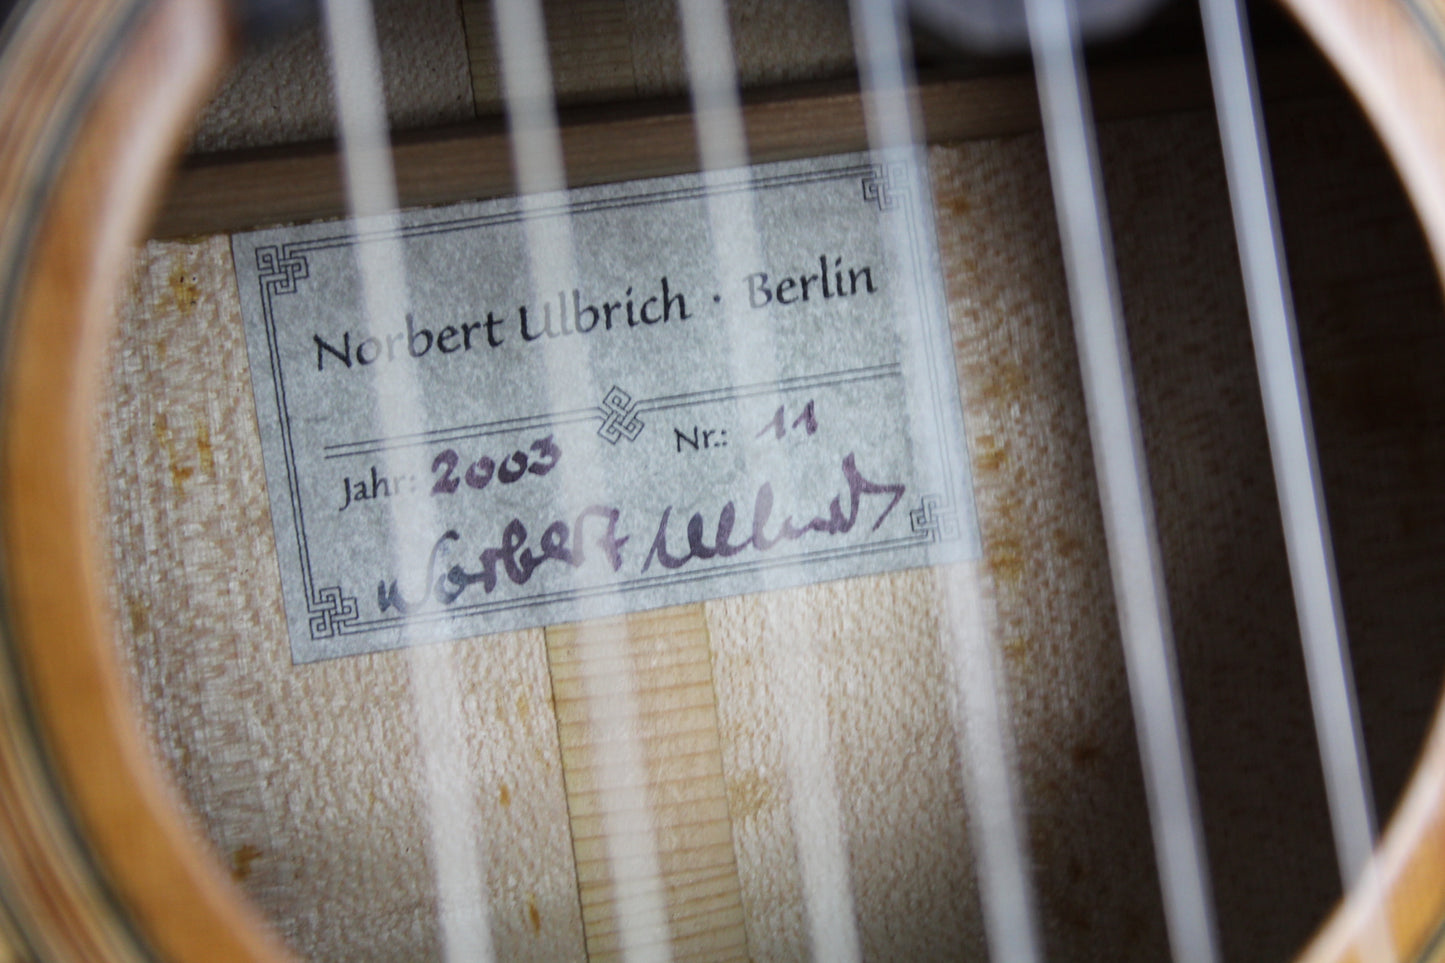 Norbert Ulbrich · Berlin
Jahr: 2003 Nr.: 11
Norbert Ulbrich